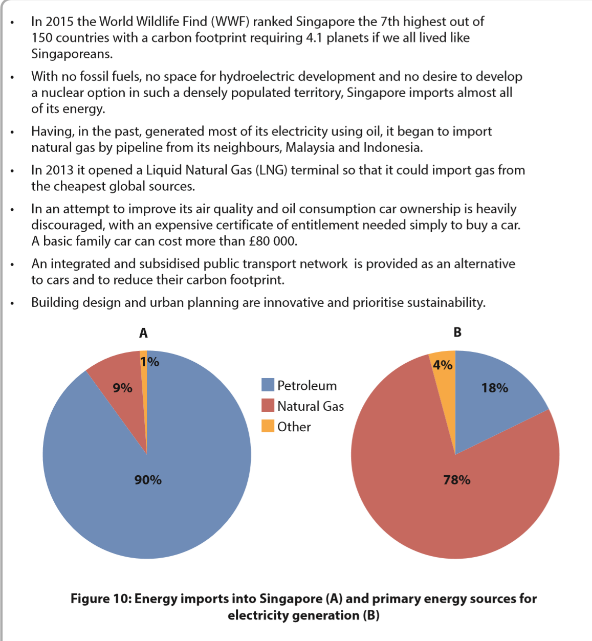 • In 2015 the World Wildlife Find (WWF) ranked Singapore the 7th highest out of
150 countries with a carbon footprint requiring 4.1 planets if we all lived like
Singaporeans.
• With no fossil fuels, no space for hydroelectric development and no desire to develop
a nuclear option in such a densely populated territory, Singapore imports almost all
of its energy.
• Having, in the past, generated most of its electricity using oil, it began to import
natural gas by pipeline from its neighbours, Malaysia and Indonesia.
• In 2013 it opened a Liquid Natural Gas (LNG) terminal so that it could import gas from
the cheapest global sources.
• In an attempt to improve its air quality and oil consumption car ownership is heavily
discouraged, with an expensive certificate of entitlement needed simply to buy a car.
A basic family car can cost more than £80 000.
• An integrated and subsidised public transport network is provided as an alternative
to cars and to reduce their carbon footprint.
• Building design and urban planning are innovative and prioritise sustainability.
A
1%
9%
90%
Petroleum
Natural Gas
Other
B
4%
18%
78%
Figure 10: Energy imports into Singapore (A) and primary energy sources for
electricity generation (B)